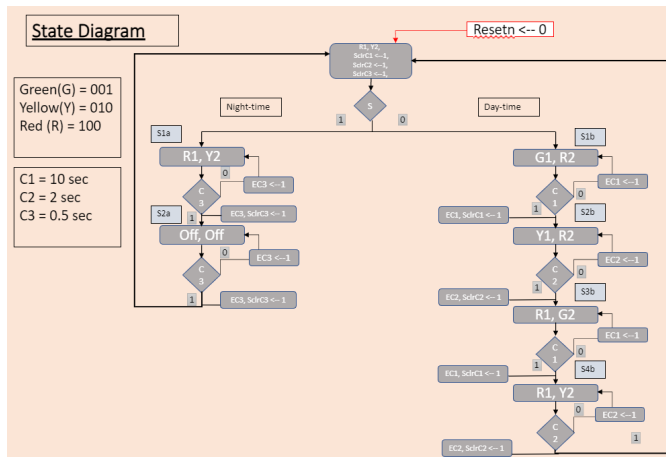 State Diagram
Resetn <-- 0
R1, Y2,
SclrC1 <--1,
SclrC2 <--1,
SclrC3 <--1,
Green(G) = 001
Yellow(Y) = 010
Red (R) = 100
Night-time
S
Day-time
1
0
S1a
S1b
R1, Y2
G1, R2
C1 = 10 sec
C2 = 2 sec
C3 = 0.5 sec
0
C
3
EC3 <--1
0
C
1
EC1 <--1
1
EC3, SclrC3 <--1
1
EC1, SclrC1 <-- 1
S2a
S2b
Off, Off
Y1, R2
0
C
3
EC3 <--1
0
C
2
EC2 <--1
1
EC3, SclrC3 <-- 1
1
EC2, SclrC2 <-- 1
S3b
R1, G2
EC1 <--1
C
1
0
1
EC1, SclrC1 <-- 1
S4b
R1, Y2
0
EC2 <--1
C
2
1
EC2, SclrC2 <-- 1